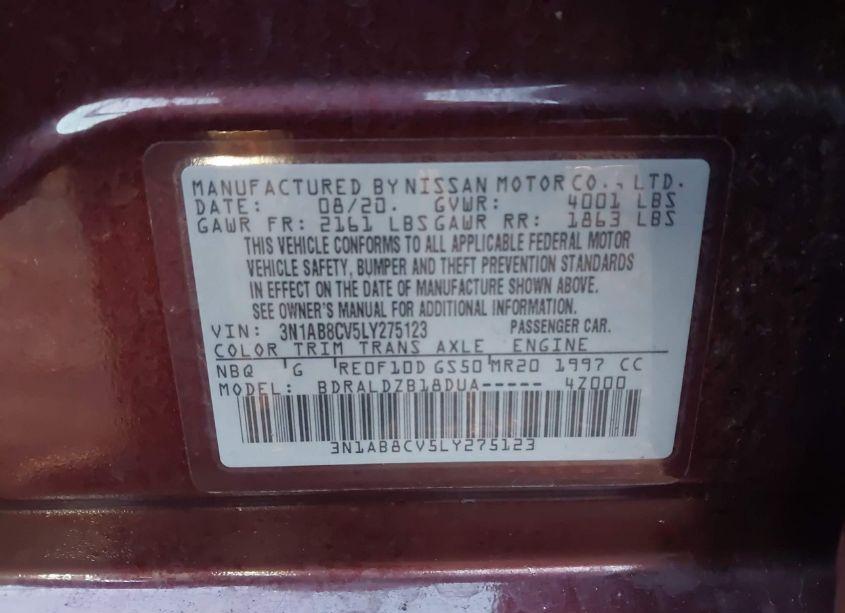 MANUFACTURED BY NISSAN MOTOR CO., LTD.
DATE: 08/20. GVWR: 4001 LBS
GAWR FR: 2161 LBS GAWR RR: 1863 LBS
THIS VEHICLE CONFORMS TO ALL APPLICABLE FEDERAL MOTOR
VEHICLE SAFETY, BUMPER AND THEFT PREVENTION STANDARDS
IN EFFECT ON THE DATE OF MANUFACTURE SHOWN ABOVE.
SEE OWNER'S MANUAL FOR ADDITIONAL INFORMATION.
VIN: 3N1AB8CV5LY275123 PASSENGER CAR.
COLOR TRIM TRANS AXLE ENGINE
NBQ G RE0F10D GS50 MR20 1997 CC
MODEL: BDRALDZB18DUA----- 4Z000
3N1AB8CV5LY275123